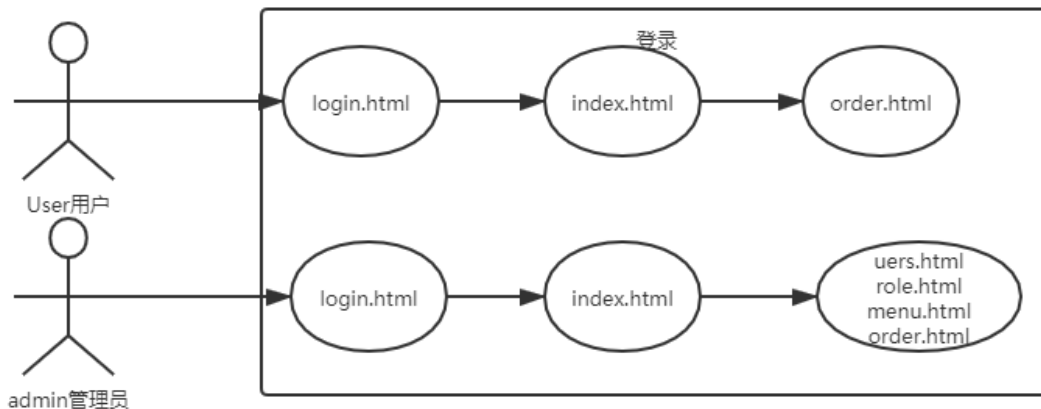 登录
login.html
index.html
order.html
User用户
login.html
index.html
uers.html
role.html
menu.html
order.html
admin管理员